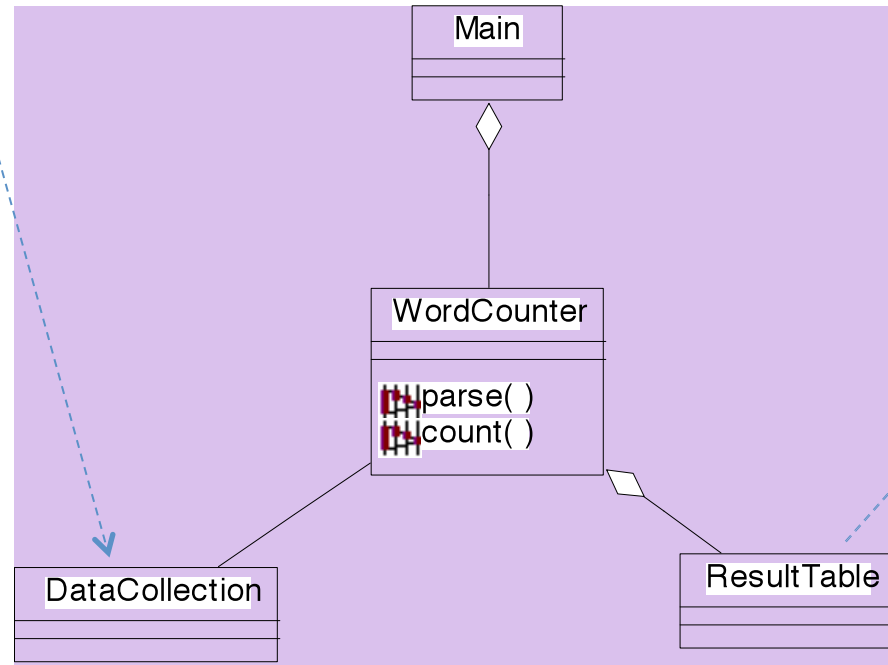 Main
WordCounter
parse( )
count( )
DataCollection
ResultTable